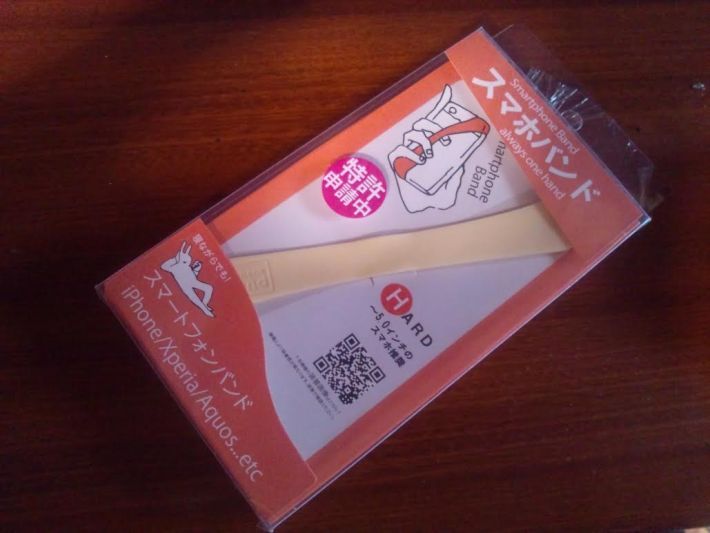 スマホバンド
Smartphone Band
always one hand
martphone
Band
特許
申請中
HARD
～5.0インチの
スマホ推奨
寝ながらでも!
スマートフォンバンド
iPhone/Xperia/Aquos...etc